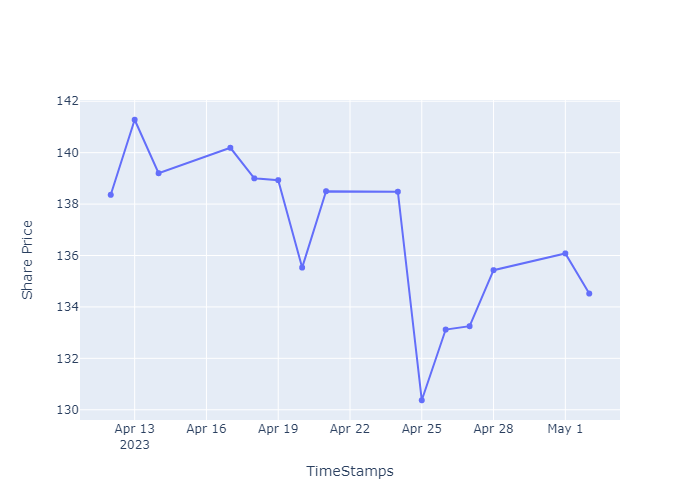 142
140
138
136
134
132
130
Share Price
Apr 13
2023
Apr 16
Apr 19
Apr 22
Apr 25
Apr 28
May 1
TimeStamps